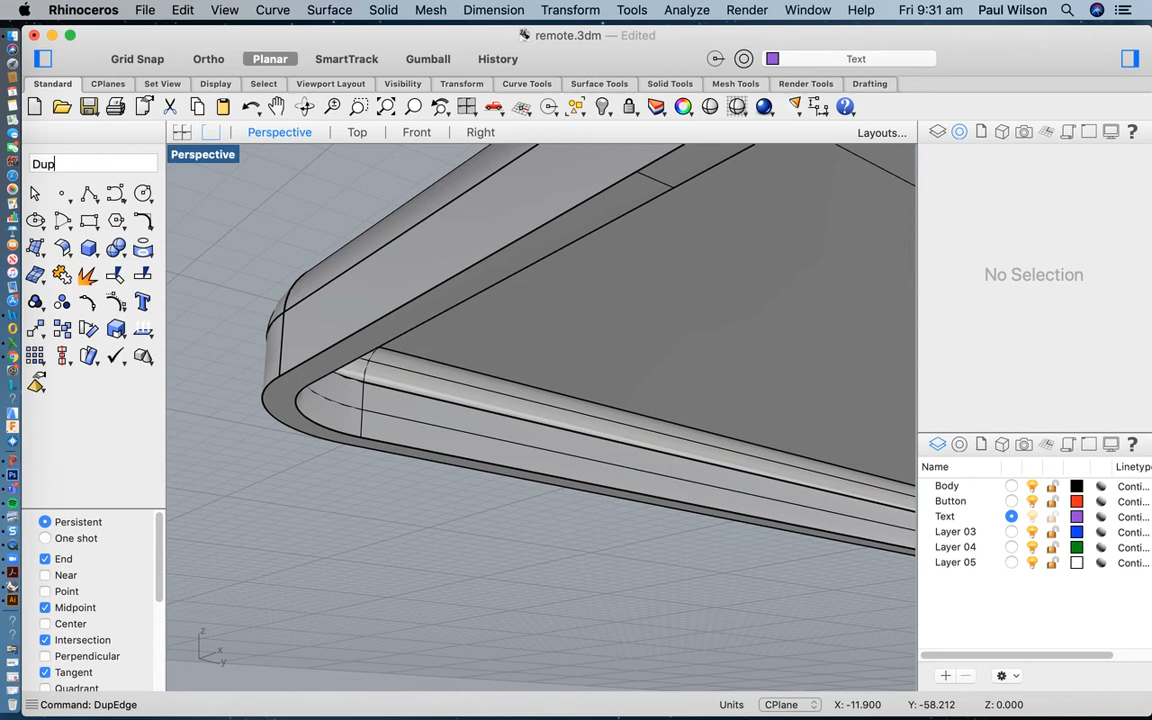 Rhinoceros File Edit View Curve Surface Solid Mesh Dimension Transform Tools Analyze Render Window Help Fri 9:31 am Paul Wilson
remote.3dm — Edited
Grid Snap Ortho Planar SmartTrack Gumball History Text
Standard CPlanes Set View Display Select Viewport Layout Visibility Transform Curve Tools Surface Tools Solid Tools Mesh Tools Render Tools Drafting
Perspective Top Front Right Layouts...
Perspective
Dup
No Selection
Name Linetyp
Body Conti...
Button Conti...
Text Conti...
Layer 03 Conti...
Layer 04 Conti...
Layer 05 Conti...
Persistent
One shot
End
Near
Point
Midpoint
Center
Intersection
Perpendicular
Tangent
Quadrant
z
x
y
Command: DupEdge Units CPlane X: -11.900 Y: -58.212 Z: 0.000